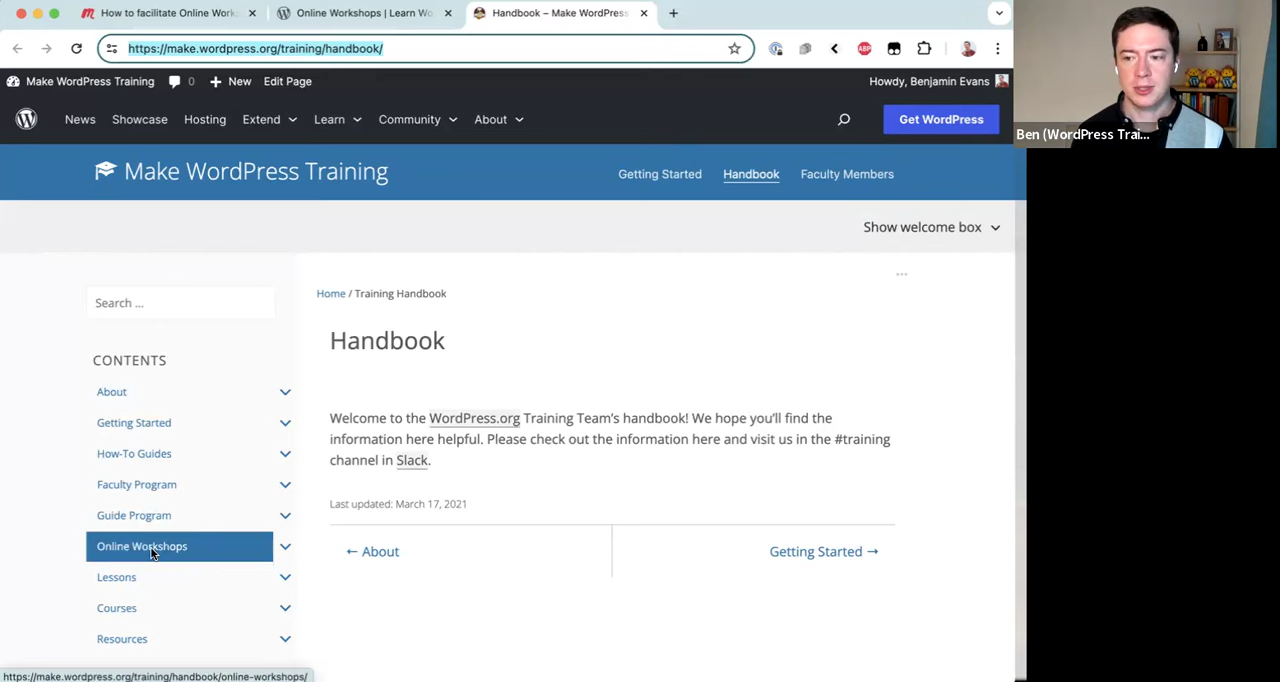 How to facilitate Online Work
Online Workshops | Learn Wo
Handbook – Make WordPress
https://make.wordpress.org/training/handbook/
ABP
Make WordPress Training
0
New
Edit Page
Howdy, Benjamin Evans
News
Showcase
Hosting
Extend
Learn
Community
About
Get WordPress
Ben (WordPress Trai...
Make WordPress Training
Getting Started
Handbook
Faculty Members
Show welcome box
Search ...
Home / Training Handbook
Handbook
CONTENTS
About
Getting Started
How-To Guides
Faculty Program
Guide Program
Online Workshops
Lessons
Courses
Resources
Welcome to the WordPress.org Training Team's handbook! We hope you'll find the
information here helpful. Please check out the information here and visit us in the #training
channel in Slack.
Last updated: March 17, 2021
← About
Getting Started →
https://make.wordpress.org/training/handbook/online-workshops/